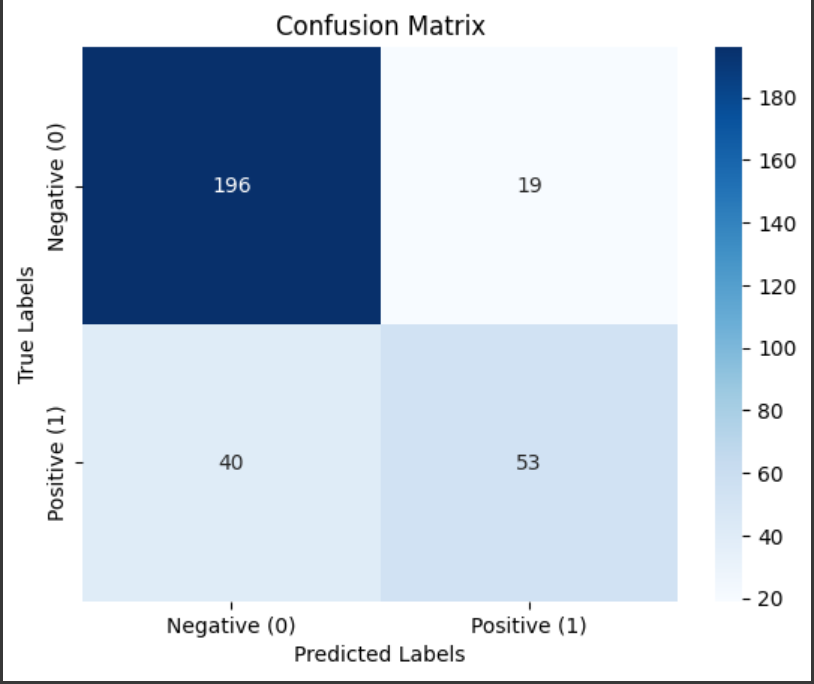 Confusion Matrix
True Labels
Negative (0)
Positive (1)
196
19
40
53
Negative (0)
Positive (1)
Predicted Labels
180
160
140
120
100
80
60
40
20